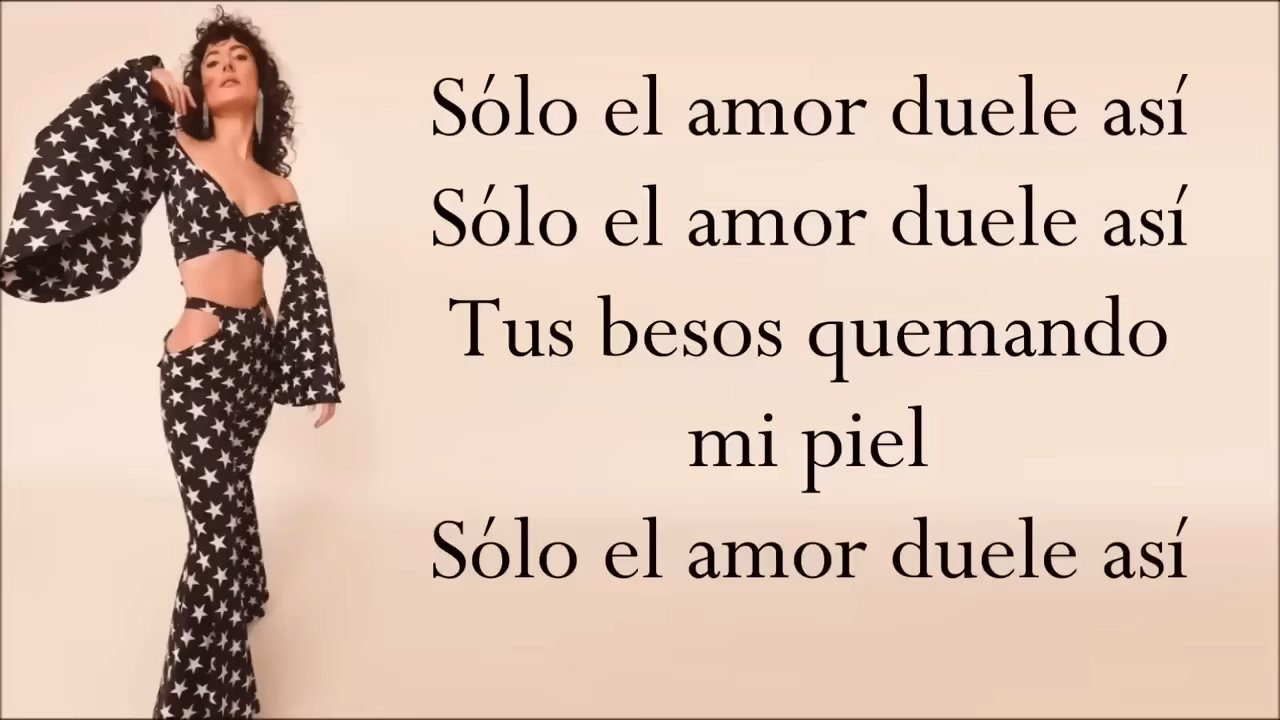 Sólo el amor duele así
Sólo el amor duele así
Tus besos quemando
mi piel
Sólo el amor duele así